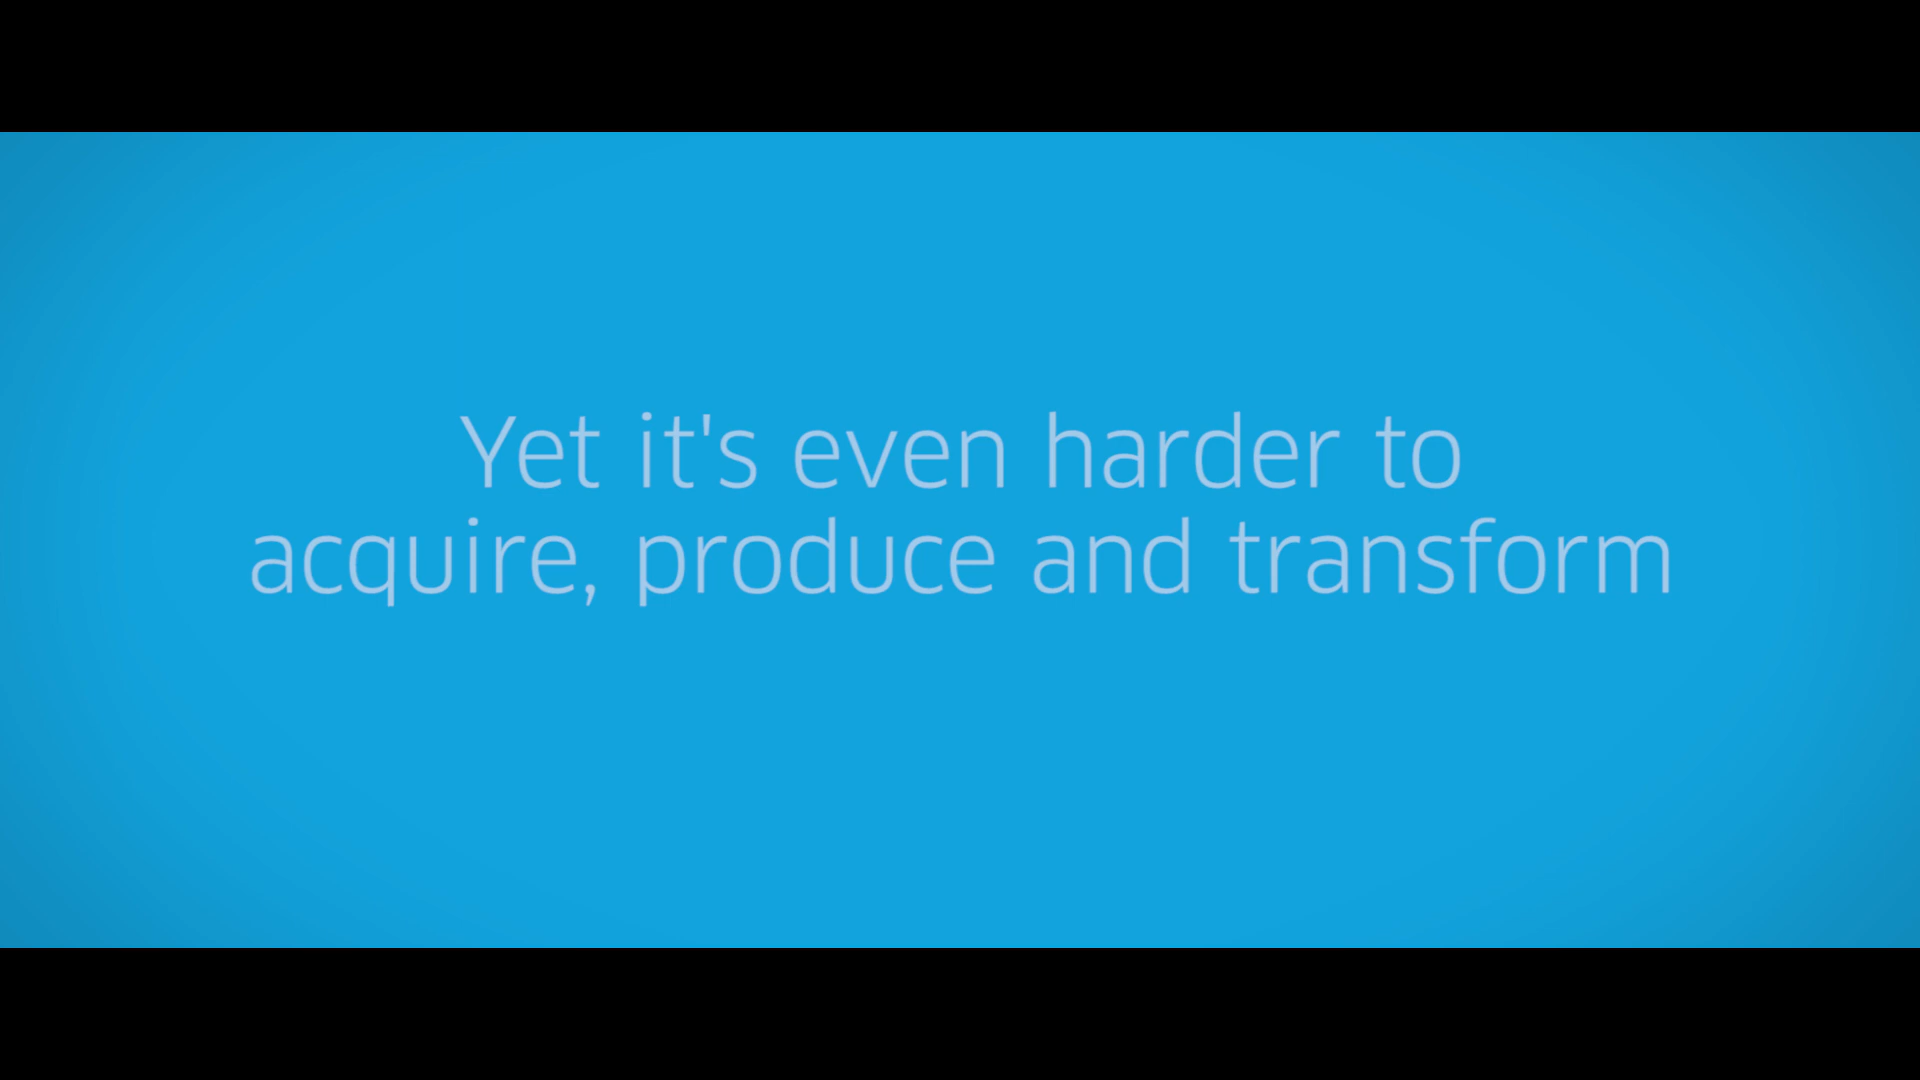 Yet it's even harder to
acquire, produce and transform